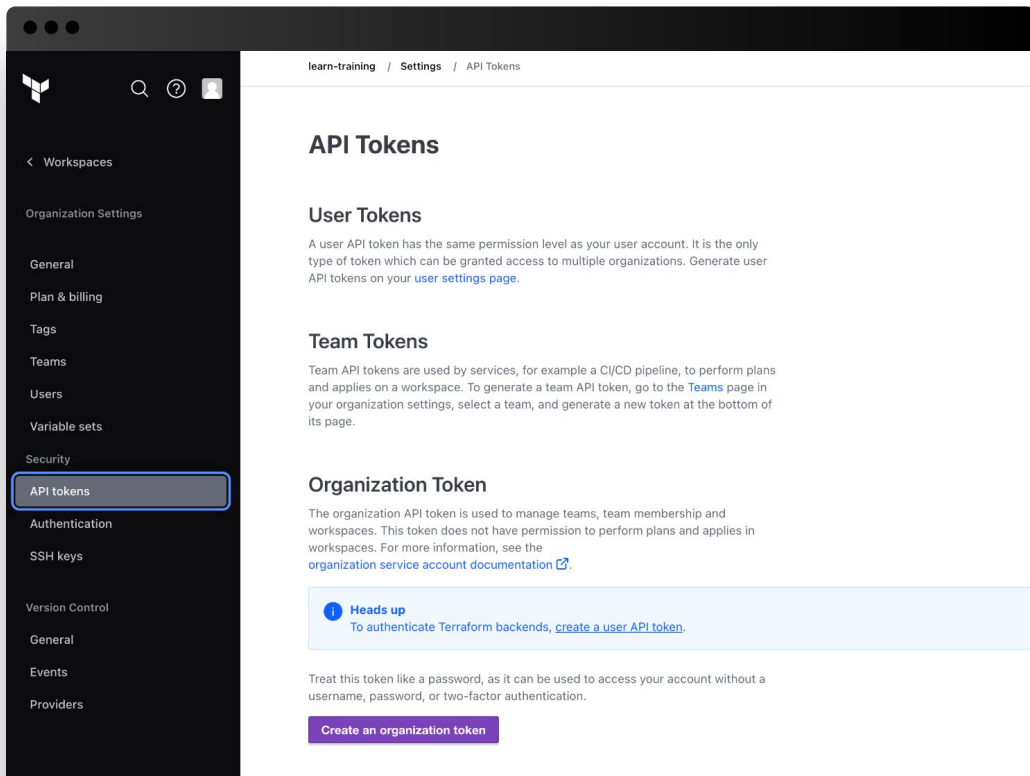 learn-training / Settings / API Tokens
< Workspaces
Organization Settings
General
Plan & billing
Tags
Teams
Users
Variable sets
Security
API tokens
Authentication
SSH keys
Version Control
General
Events
Providers
API Tokens
User Tokens
A user API token has the same permission level as your user account. It is the only
type of token which can be granted access to multiple organizations. Generate user
API tokens on your user settings page.
Team Tokens
Team API tokens are used by services, for example a CI/CD pipeline, to perform plans
and applies on a workspace. To generate a team API token, go to the Teams page in
your organization settings, select a team, and generate a new token at the bottom of
its page.
Organization Token
The organization API token is used to manage teams, team membership and
workspaces. This token does not have permission to perform plans and applies in
workspaces. For more information, see the
organization service account documentation.
Heads up
To authenticate Terraform backends, create a user API token.
Treat this token like a password, as it can be used to access your account without a
username, password, or two-factor authentication.
Create an organization token